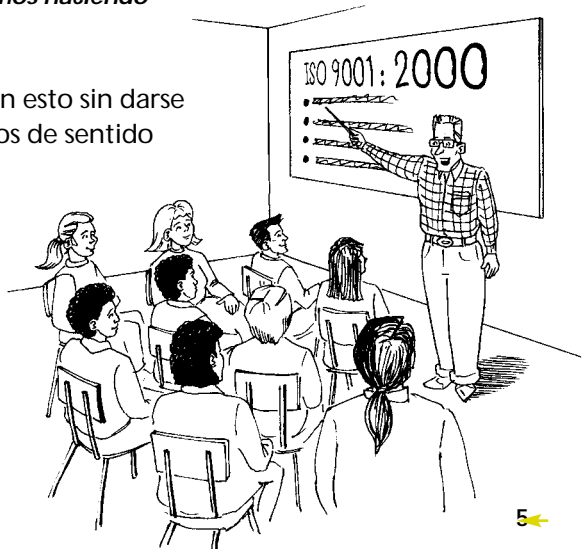 nos haciendo
n esto sin darse
os de sentido
ISO 9001: 2000
5